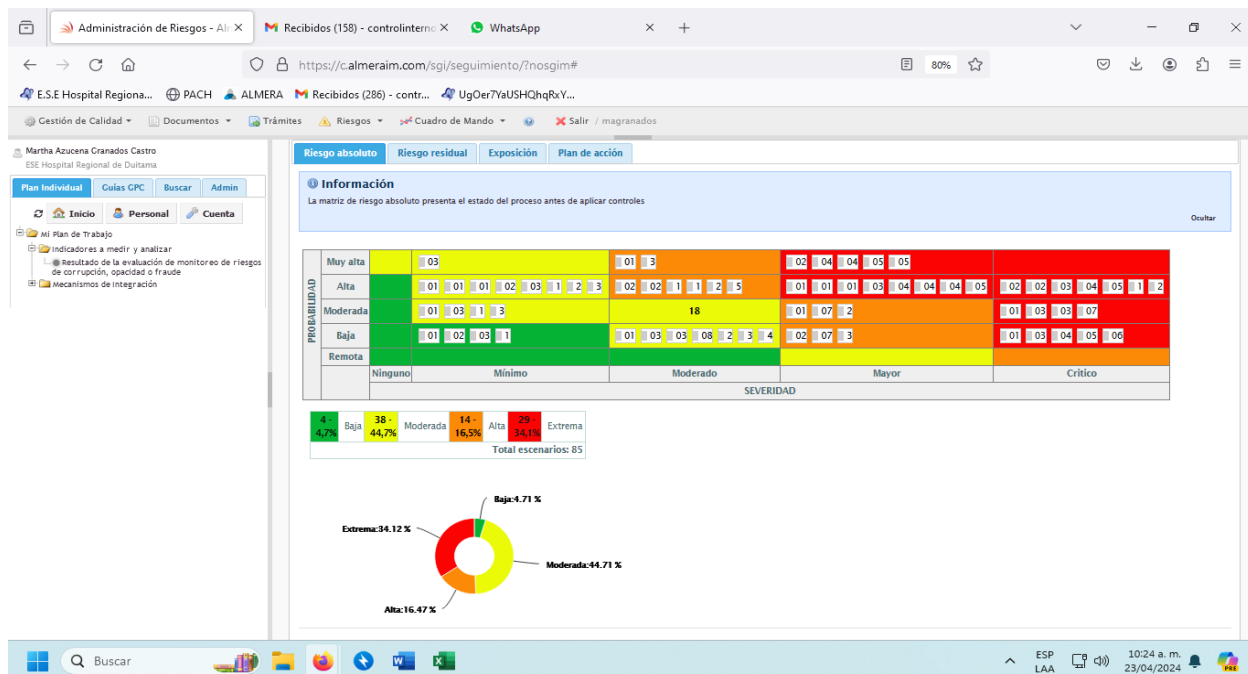 Administración de Riesgos - Alm
Recibidos (158) - controlinterno
WhatsApp
https://c.almeraim.com/sgi/seguimiento/?nosgim#
80%
E.S.E Hospital Regiona...
PACH
ALMERA
Recibidos (286) - contr...
UgOer7YaUSHQhqRxY...
Gestión de Calidad
Documentos
Trámites
Riesgos
Cuadro de Mando
Salir / magranados
Martha Azucena Granados Castro
ESE Hospital Regional de Duitama
Plan Individual
Guías GPC
Buscar
Admin
Inicio
Personal
Cuenta
Mi Plan de Trabajo
Indicadores a medir y analizar
Resultado de la evaluación de monitoreo de riesgos
de corrupción, opacidad o fraude
Mecanismos de Integración
Riesgo absoluto
Riesgo residual
Exposición
Plan de acción
Información
La matriz de riesgo absoluto presenta el estado del proceso antes de aplicar controles
Ocultar
PROBABILIDAD
Muy alta 03 01 3 02 04 04 05 05
Alta 01 01 01 02 03 1 2 3 02 02 1 1 2 5 01 01 01 03 04 04 04 05 02 02 03 04 05 1 2
Moderada 01 03 1 3 18 01 07 2 01 03 03 07
Baja 01 02 03 1 01 03 03 08 2 3 4 02 07 3 01 03 04 05 06
Remota
Ninguno Mínimo Moderado Mayor Critico
SEVERIDAD
4 - 4,7% Baja 38 - 44,7% Moderada 14 - 16,5% Alta 29 - 34,1% Extrema
Total escenarios: 85
Baja:4.71 %
Extrema:34.12 %
Moderada:44.71 %
Alta:16.47 %
Buscar
ESP
LAA
10:24 a. m.
23/04/2024
PRE